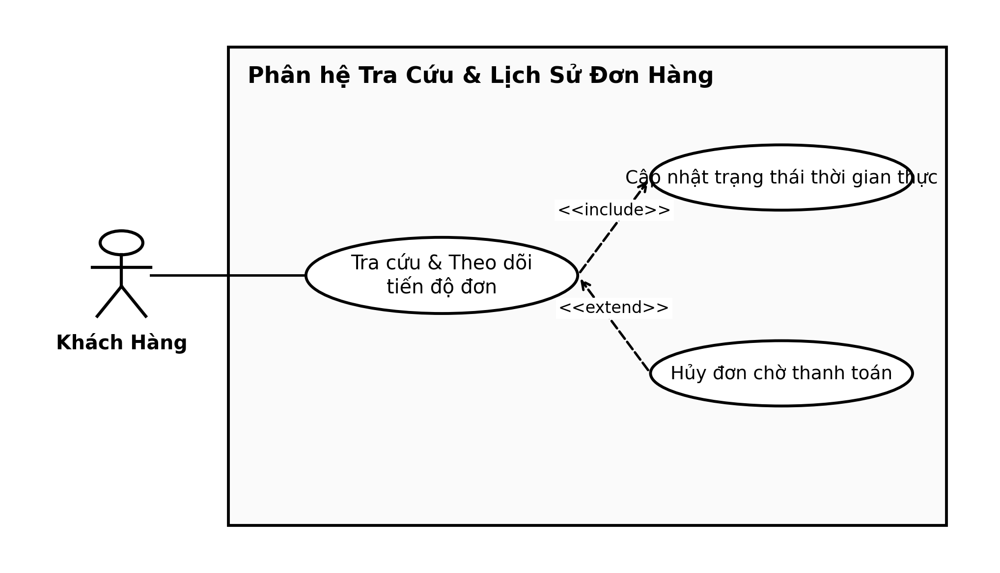 Phân hệ Tra Cứu & Lịch Sử Đơn Hàng
Cập nhật trạng thái thời gian thực
<<include>>
Tra cứu & Theo dõi
tiến độ đơn
<<extend>>
Khách Hàng
Hủy đơn chờ thanh toán